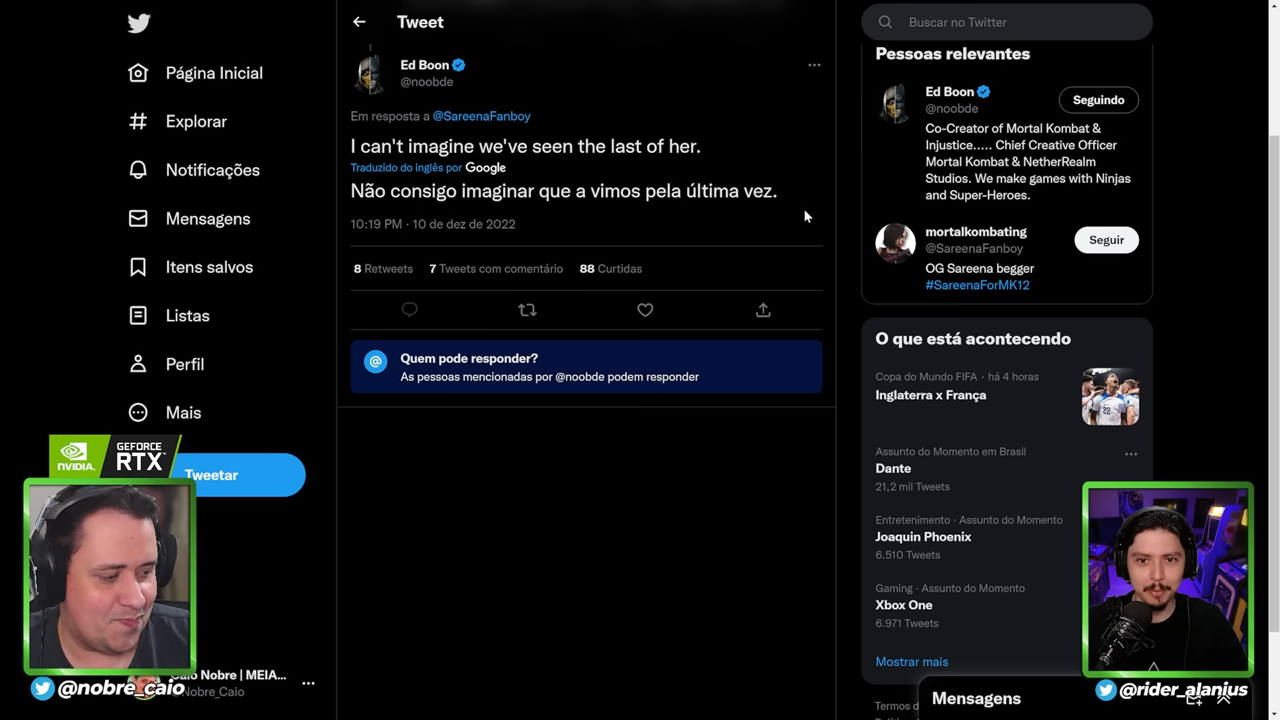 Página Inicial
Explorar
Notificações
Mensagens
Itens salvos
Listas
Perfil
Mais
Tweetar
NVIDIA.
GEFORCE
RTX
Caio Nobre | MEIA...
Nobre_Caio
@nobre_caio
Tweet
Ed Boon
@noobde
Em resposta a @SareenaFanboy
I can't imagine we've seen the last of her.
Traduzido do inglês por Google
Não consigo imaginar que a vimos pela última vez.
10:19 PM · 10 de dez de 2022
8 Retweets 7 Tweets com comentário 88 Curtidas
Quem pode responder?
As pessoas mencionadas por @noobde podem responder
Buscar no Twitter
Pessoas relevantes
Ed Boon
@noobde
Seguindo
Co-Creator of Mortal Kombat &
Injustice..... Chief Creative Officer
Mortal Kombat & NetherRealm
Studios. We make games with Ninjas
and Super-Heroes.
mortalkombating
@SareenaFanboy
Seguir
OG Sareena begger
#SareenaForMK12
O que está acontecendo
Copa do Mundo FIFA · há 4 horas
Inglaterra x França
Assunto do Momento em Brasil
Dante
21,2 mil Tweets
Entretenimento · Assunto do Momento
Joaquin Phoenix
6.510 Tweets
Gaming · Assunto do Momento
Xbox One
6.971 Tweets
Mostrar mais
Termos d
Mensagens
@rider_alanius